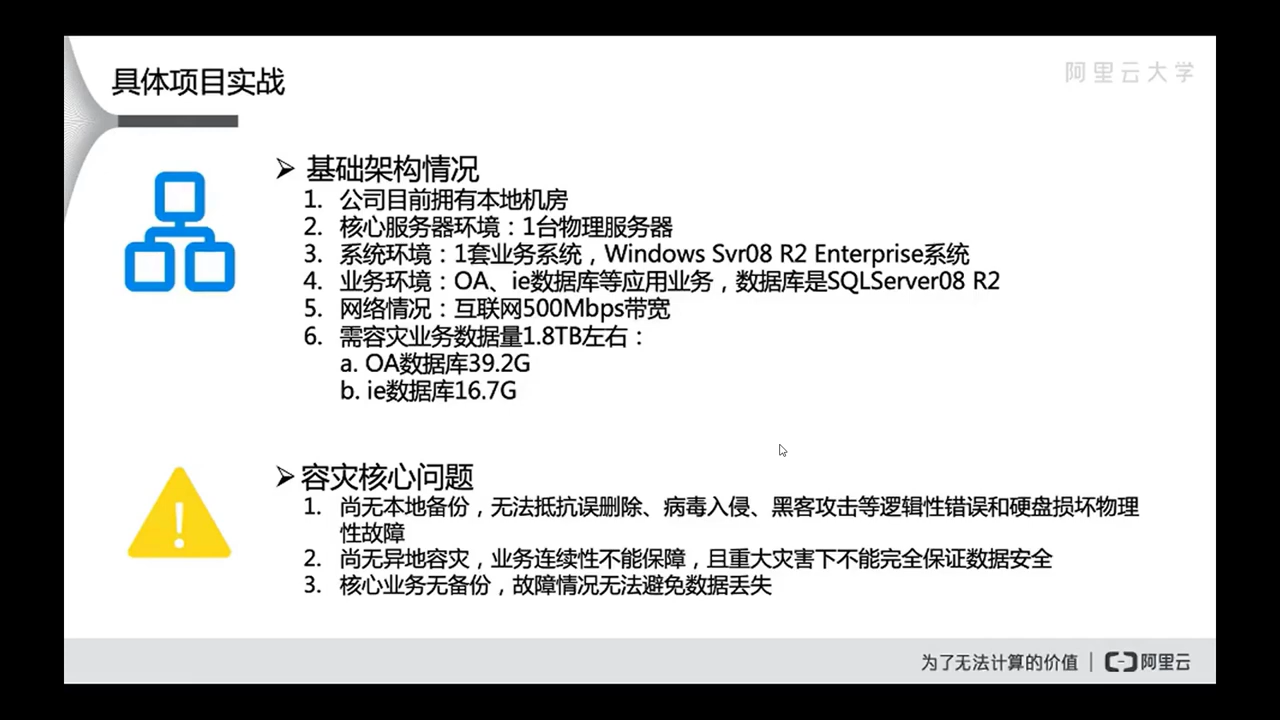 具体项目实战
阿里云大学
➢ 基础架构情况
1. 公司目前拥有本地机房
2. 核心服务器环境：1台物理服务器
3. 系统环境：1套业务系统，Windows Svr08 R2 Enterprise系统
4. 业务环境：OA、ie数据库等应用业务，数据库是SQLServer08 R2
5. 网络情况：互联网500Mbps带宽
6. 需容灾业务数据量1.8TB左右：
a. OA数据库39.2G
b. ie数据库16.7G
➢ 容灾核心问题
1. 尚无本地备份，无法抵抗误删除、病毒入侵、黑客攻击等逻辑性错误和硬盘损坏物理
性故障
2. 尚无异地容灾，业务连续性不能保障，且重大灾害下不能完全保证数据安全
3. 核心业务无备份，故障情况无法避免数据丢失
为了无法计算的价值 | 阿里云